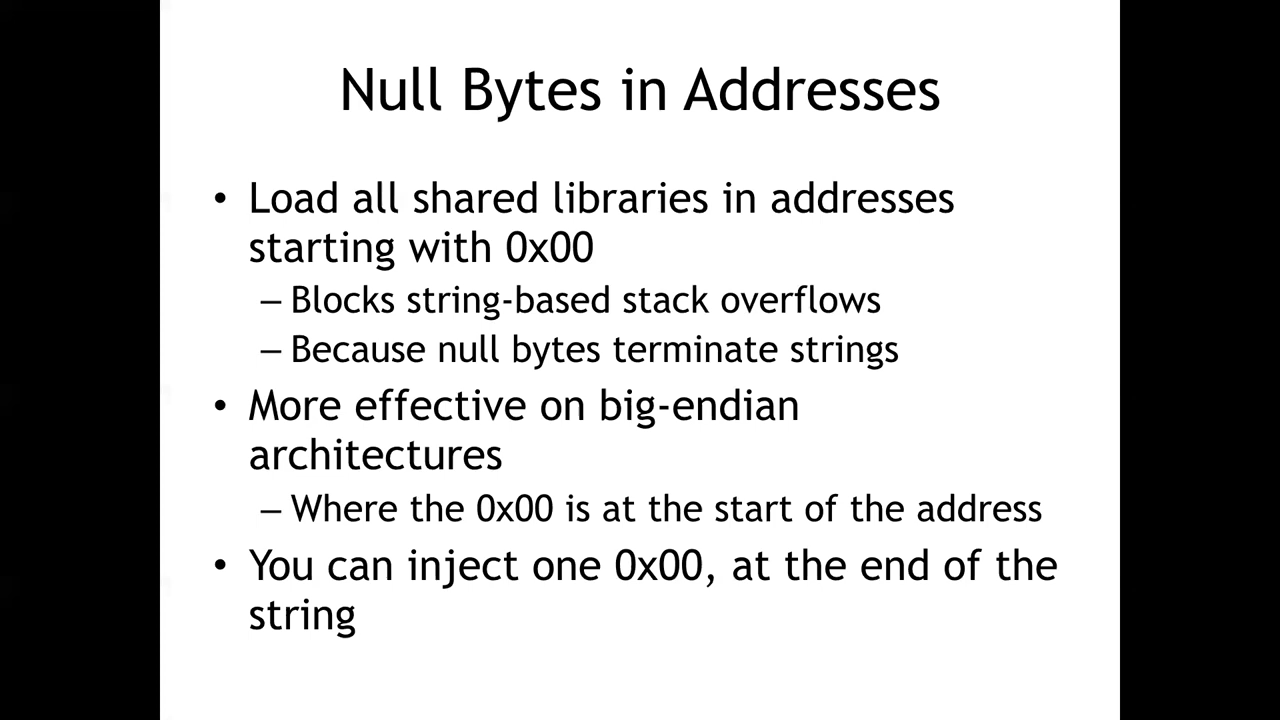 Null Bytes in Addresses
• Load all shared libraries in addresses
starting with 0x00
– Blocks string-based stack overflows
– Because null bytes terminate strings
• More effective on big-endian
architectures
– Where the 0x00 is at the start of the address
• You can inject one 0x00, at the end of the
string